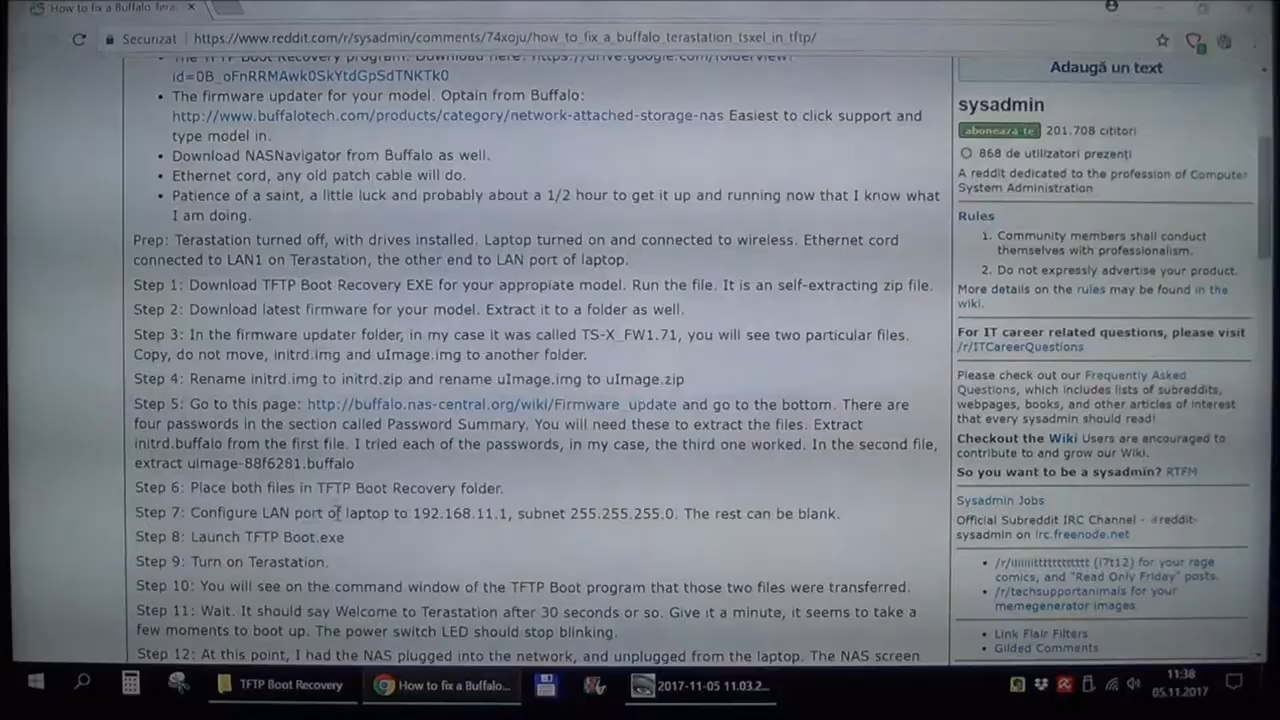 How to fix a Buffalo Tera
Securizat
https://www.reddit.com/r/sysadmin/comments/74xoju/how_to_fix_a_buffalo_terastation_tsxel_in_tftp/
The TFTP Boot Recovery program. Download here: https://drive.google.com/folderview?
The firmware updater for your model. Optain from Buffalo:
http://www.buffalotech.com/products/category/network-attached-storage-nas Easiest to click support and
type model in.
Download NASNavigator from Buffalo as well.
Ethernet cord, any old patch cable will do.
Patience of a saint, a little luck and probably about a 1/2 hour to get it up and running now that I know what
I am doing.
Prep: Terastation turned off, with drives installed. Laptop turned on and connected to wireless. Ethernet cord
connected to LAN1 on Terastation, the other end to LAN port of laptop.
Step 1: Download TFTP Boot Recovery EXE for your appropiate model. Run the file. It is an self-extracting zip file.
Step 2: Download latest firmware for your model. Extract it to a folder as well.
Step 3: In the firmware updater folder, in my case it was called TS-X_FW1.71, you will see two particular files.
Copy, do not move, initrd.img and uImage.img to another folder.
Step 4: Rename initrd.img to initrd.zip and rename uImage.img to uImage.zip
Step 5: Go to this page: http://buffalo.nas-central.org/wiki/Firmware_update and go to the bottom. There are
four passwords in the section called Password Summary. You will need these to extract the files. Extract
initrd.buffalo from the first file. I tried each of the passwords, in my case, the third one worked. In the second file,
extract uimage-88f6281.buffalo
Step 6: Place both files in TFTP Boot Recovery folder.
Step 7: Configure LAN port of laptop to 192.168.11.1, subnet 255.255.255.0. The rest can be blank.
Step 8: Launch TFTP Boot.exe
Step 9: Turn on Terastation.
Step 10: You will see on the command window of the TFTP Boot program that those two files were transferred.
Step 11: Wait. It should say Welcome to Terastation after 30 seconds or so. Give it a minute, it seems to take a
few moments to boot up. The power switch LED should stop blinking.
Step 12: At this point, I had the NAS plugged into the network, and unplugged from the laptop. The NAS screen
Adaugă un text
sysadmin
abonează-te 201.708 cititori
868 de utilizatori prezenți
A reddit dedicated to the profession of Computer
System Administration
Rules
1. Community members shall conduct
themselves with professionalism.
2. Do not expressly advertise your product.
More details on the rules may be found in the
wiki.
For IT career related questions, please visit
/r/ITCareerQuestions
Please check out our Frequently Asked
Questions, which includes lists of subreddits,
webpages, books, and other articles of interest
that every sysadmin should read!
Checkout the Wiki Users are encouraged to
contribute to and grow our Wiki.
So you want to be a sysadmin? RTFM
Sysadmin Jobs
Official Subreddit IRC Channel - #reddit-
sysadmin on irc.freenode.net
(i7t12) for your rage
comics, and "Read Only Friday" posts.
/r/techsupportanimals for your
memegenerator images
Link Flair Filters
Gilded Comments
TFTP Boot Recovery
How to fix a Buffalo...
2017-11-05 11.03.2...
11:38
05.11.2017